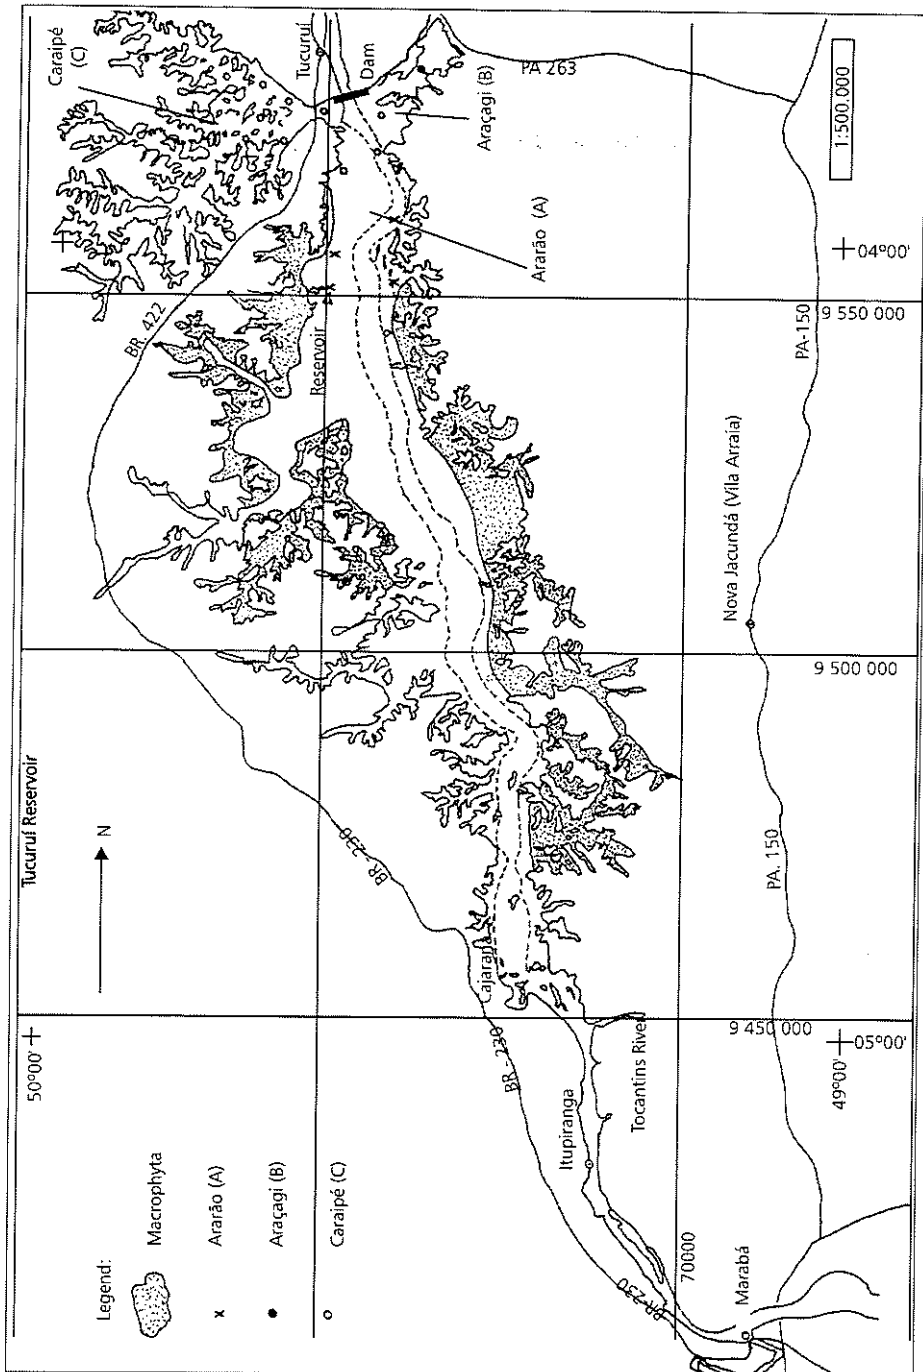 Tucuruí Reservoir
N
50°00'
Legend:
Macrophyta
Ararão (A)
x
Araçagi (B)
Caraipé (C)
Caraipé
(C)
BR. 422
Tucuruí
Dam
Araçagi (B)
Ararão (A)
PA 263
1:500.000
04°00'
9 550 000
PA-150
Reservoir
Nova Jacundá (Vila Arraia)
9 500 000
BR-230
Cajarana
PA. 150
9 450 000
05°00'
49°00'
BR - 230
Itupiranga
Tocantins River
70000
BR-230
Marabá